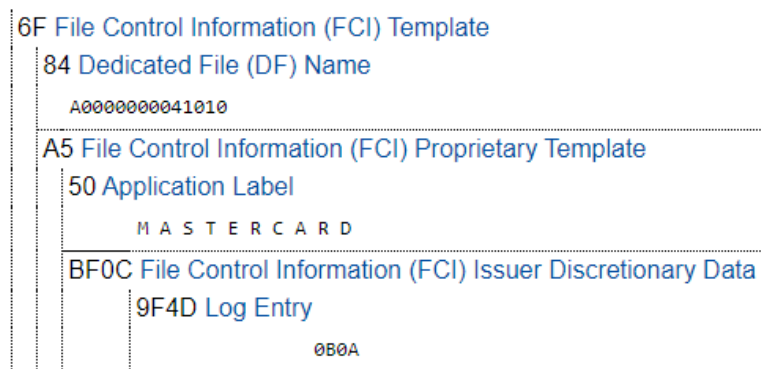 6F File Control Information (FCI) Template
84 Dedicated File (DF) Name
A0000000041010
A5 File Control Information (FCI) Proprietary Template
50 Application Label
M A S T E R C A R D
BF0C File Control Information (FCI) Issuer Discretionary Data
9F4D Log Entry
0B0A